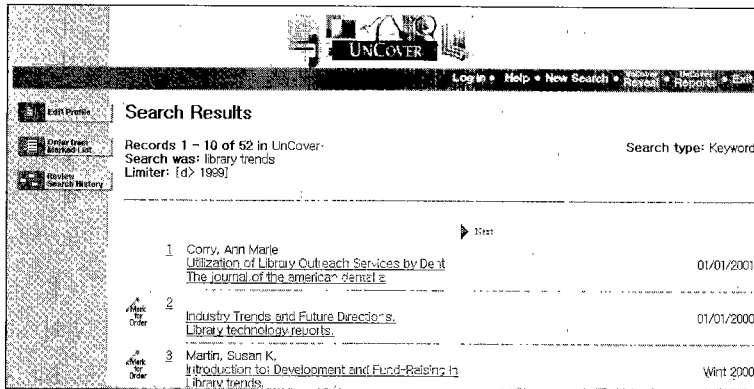 UNCOVER
Log in • Help • New Search • UnCover Reveal • UnCover Reports • Exit
Edit Profile
Order from Marked List
Review Search History
Search Results
Records 1 - 10 of 52 in UnCover.
Search was: library trends
Limiter: [d> 1999]
Search type: Keyword
Next
1 Corry, Ann Marie
Utilization of Library Outreach Services by Dent
The journal of the american dental a
01/01/2001
Mark for Order
2
Industry Trends and Future Directions.
Library technology reports.
01/01/2000
Mark for Order
3 Martin, Susan K,
Introduction to: Development and Fund-Raising in
Library trends.
Wint 2000